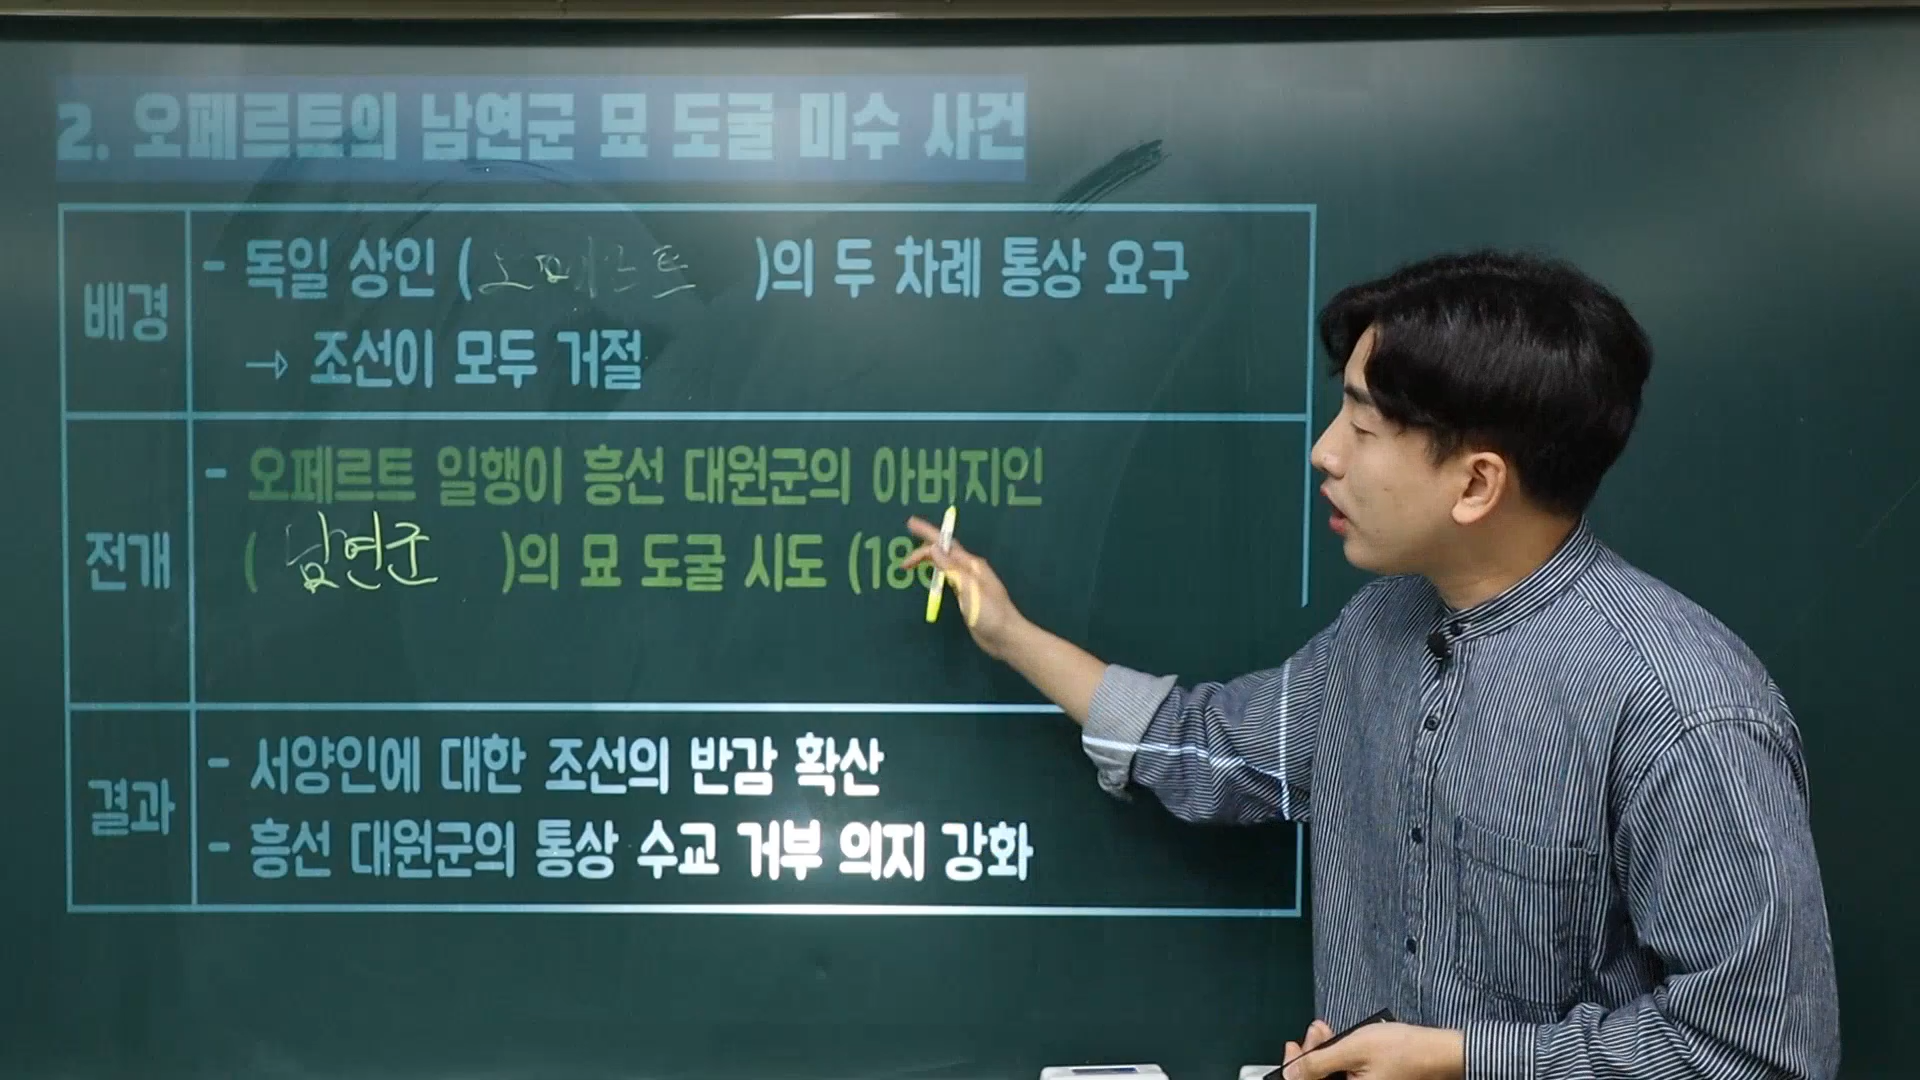 2. 오페르트의 남연군 묘 도굴 미수 사건
배경
- 독일 상인 (오페르트)의 두 차례 통상 요구
→ 조선이 모두 거절
전개
- 오페르트 일행이 흥선 대원군의 아버지인
(남연군)의 묘 도굴 시도 (186
결과
- 서양인에 대한 조선의 반감 확산
- 흥선 대원군의 통상 수교 거부 의지 강화